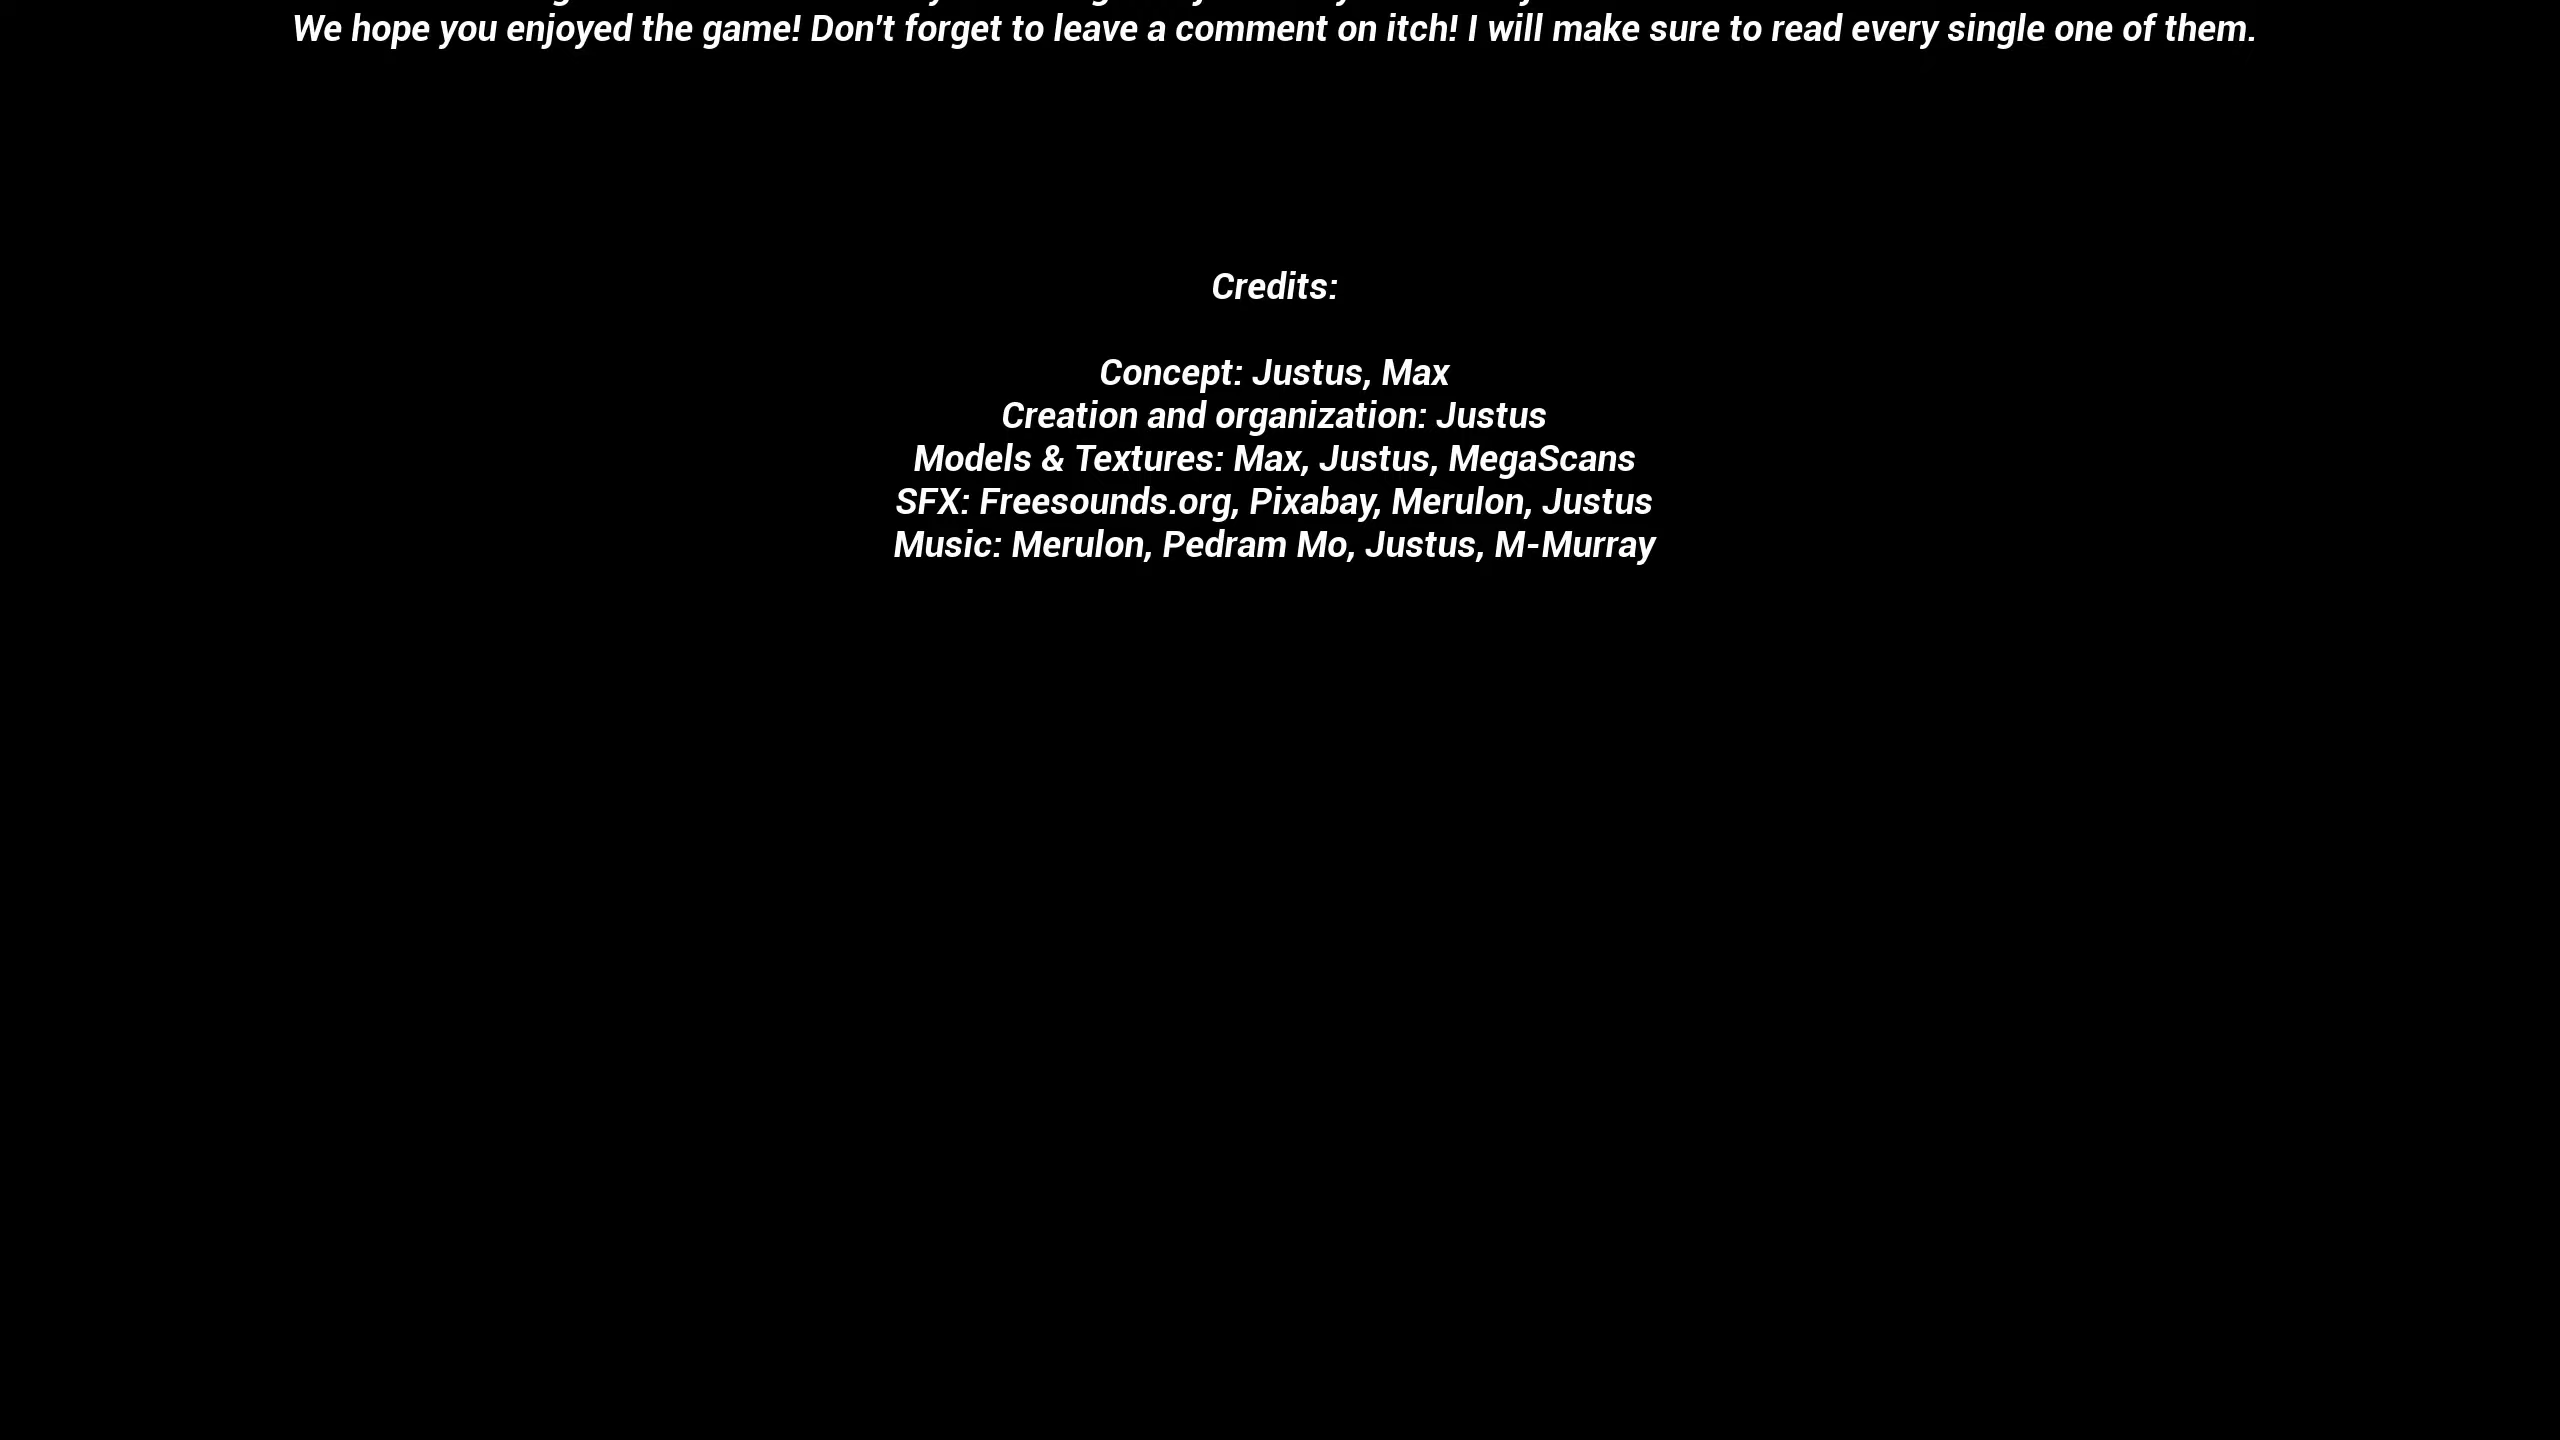 We hope you enjoyed the game! Don't forget to leave a comment on itch! I will make sure to read every single one of them.
Credits:
Concept: Justus, Max
Creation and organization: Justus
Models & Textures: Max, Justus, MegaScans
SFX: Freesounds.org, Pixabay, Merulon, Justus
Music: Merulon, Pedram Mo, Justus, M-Murray